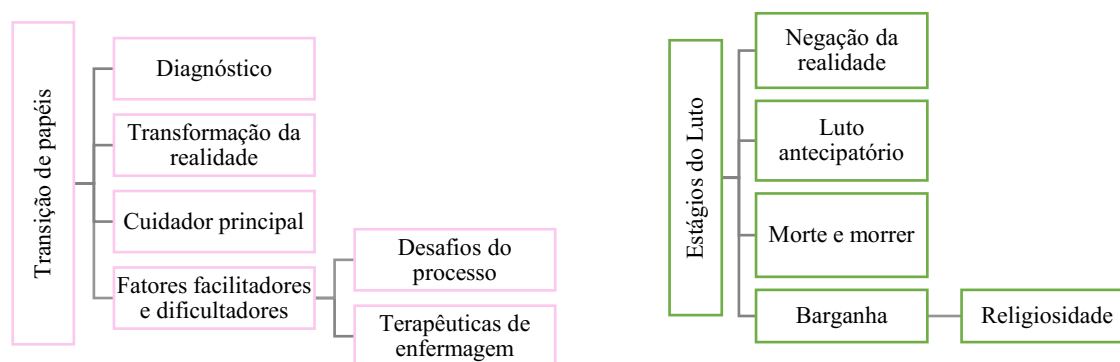 Transição de papéis
Diagnóstico
Transformação da
realidade
Cuidador principal
Fatores facilitadores
e dificultadores
Desafios do
processo
Terapêuticas de
enfermagem
Estágios do Luto
Negação da
realidade
Luto
antecipatório
Morte e morrer
Barganha
Religiosidade